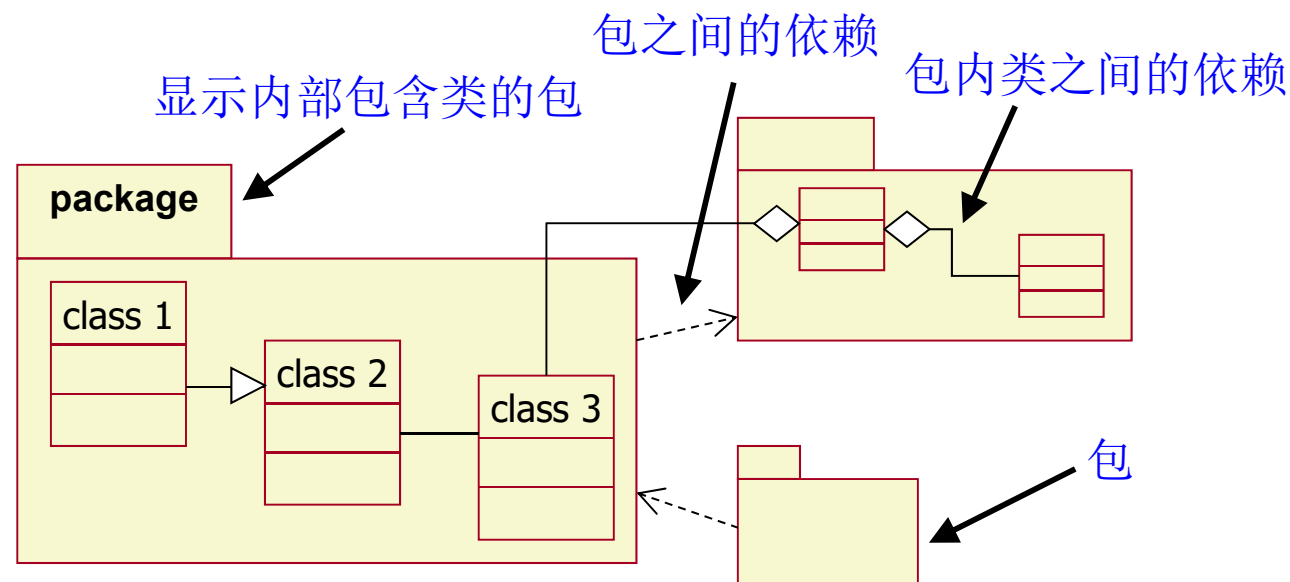 包之间的依赖
包内类之间的依赖
显示内部包含类的包
package
class 1
class 2
class 3
包